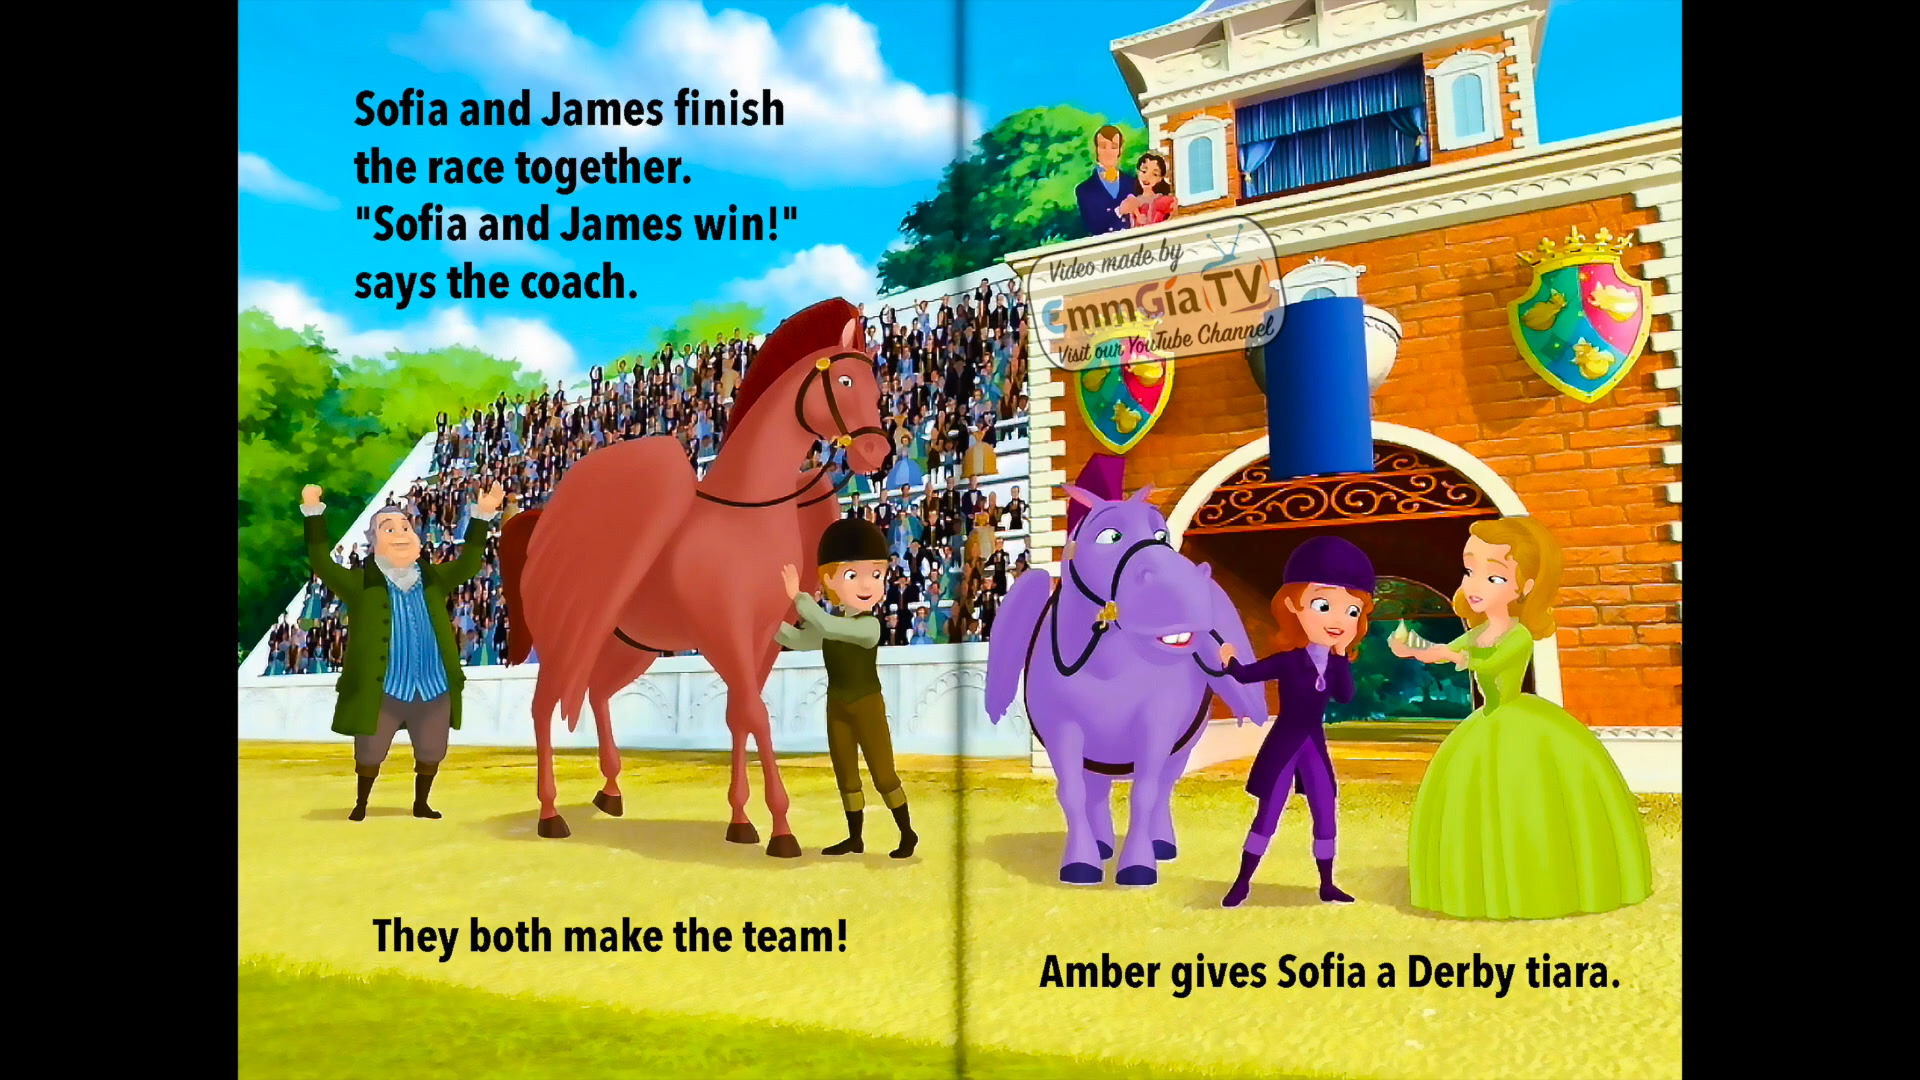 Sofia and James finish
the race together.
"Sofia and James win!"
says the coach.
They both make the team!
Video made by
EmmGia TV
Visit our YouTube Channel
Amber gives Sofia a Derby tiara.